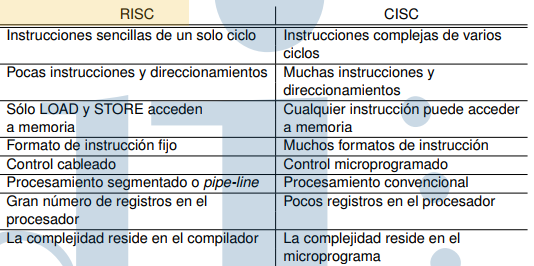 RISC CISC
Instrucciones sencillas de un solo ciclo Instrucciones complejas de varios
ciclos
Pocas instrucciones y direccionamientos Muchas instrucciones y
direccionamientos
Sólo LOAD y STORE acceden Cualquier instrucción puede acceder
a memoria a memoria
Formato de instrucción fijo Muchos formatos de instrucción
Control cableado Control microprogramado
Procesamiento segmentado o pipe-line Procesamiento convencional
Gran número de registros en el Pocos registros en el procesador
procesador
La complejidad reside en el compilador La complejidad reside en el
microprograma